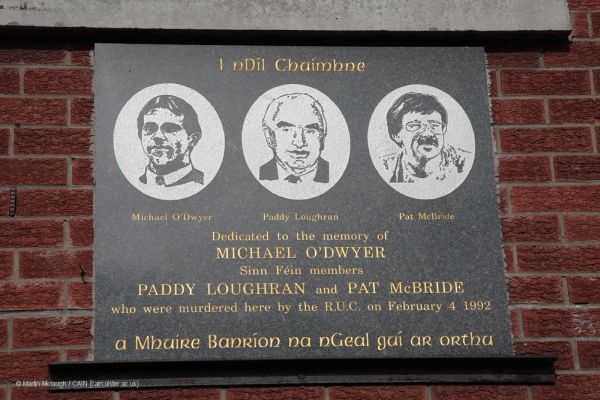 I nDíl Chuimhne
Michael O'Dwyer Paddy Loughran Pat McBride
Dedicated to the memory of
MICHAEL O'DWYER
Sinn Féin members
PADDY LOUGHRAN and PAT McBRIDE
who were murdered here by the R.U.C. on February 4 1992
a Mhuire Banríon na nGeal guí ar ortha
© Martin Melaugh / CAIN (cain.ulster.ac.uk)